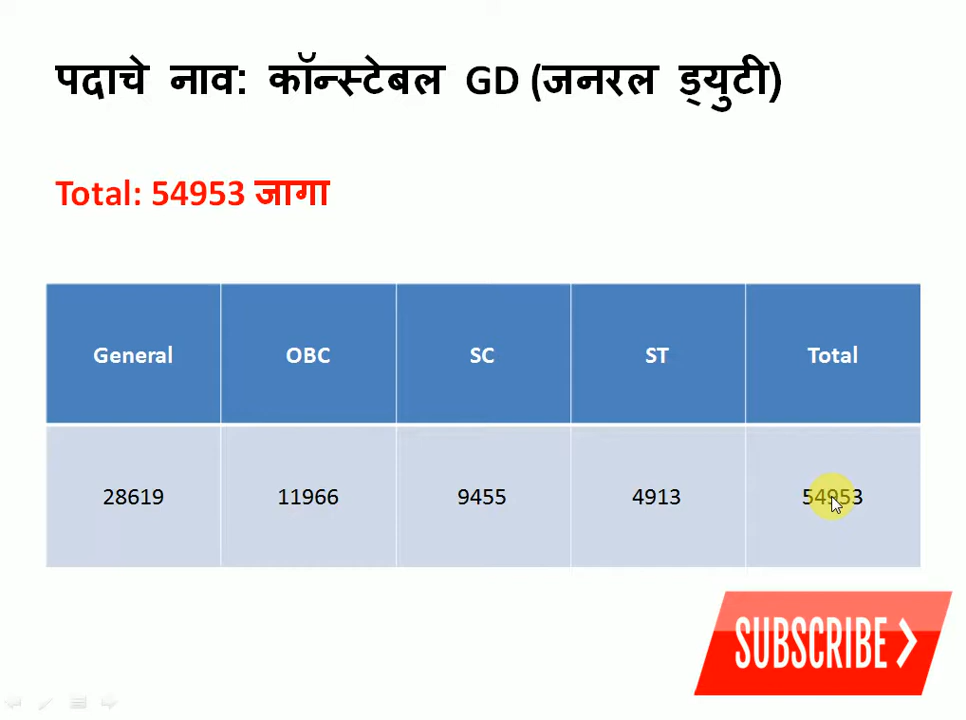 पदाचे नाव: कॉन्स्टेबल GD (जनरल ड्युटी)
Total: 54953 जागा
General OBC SC ST Total
28619 11966 9455 4913 54953
SUBSCRIBE